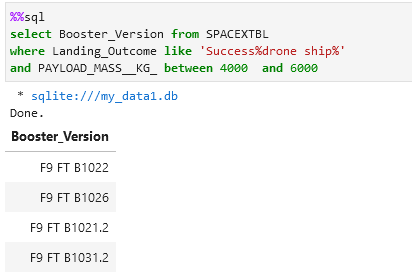 %%sql
select Booster_Version from SPACEXTBL
where Landing_Outcome like 'Success%drone ship%'
and PAYLOAD_MASS__KG_ between 4000  and 6000
* sqlite:///my_data1.db
Done.
Booster_Version
F9 FT B1022
F9 FT B1026
F9 FT B1021.2
F9 FT B1031.2